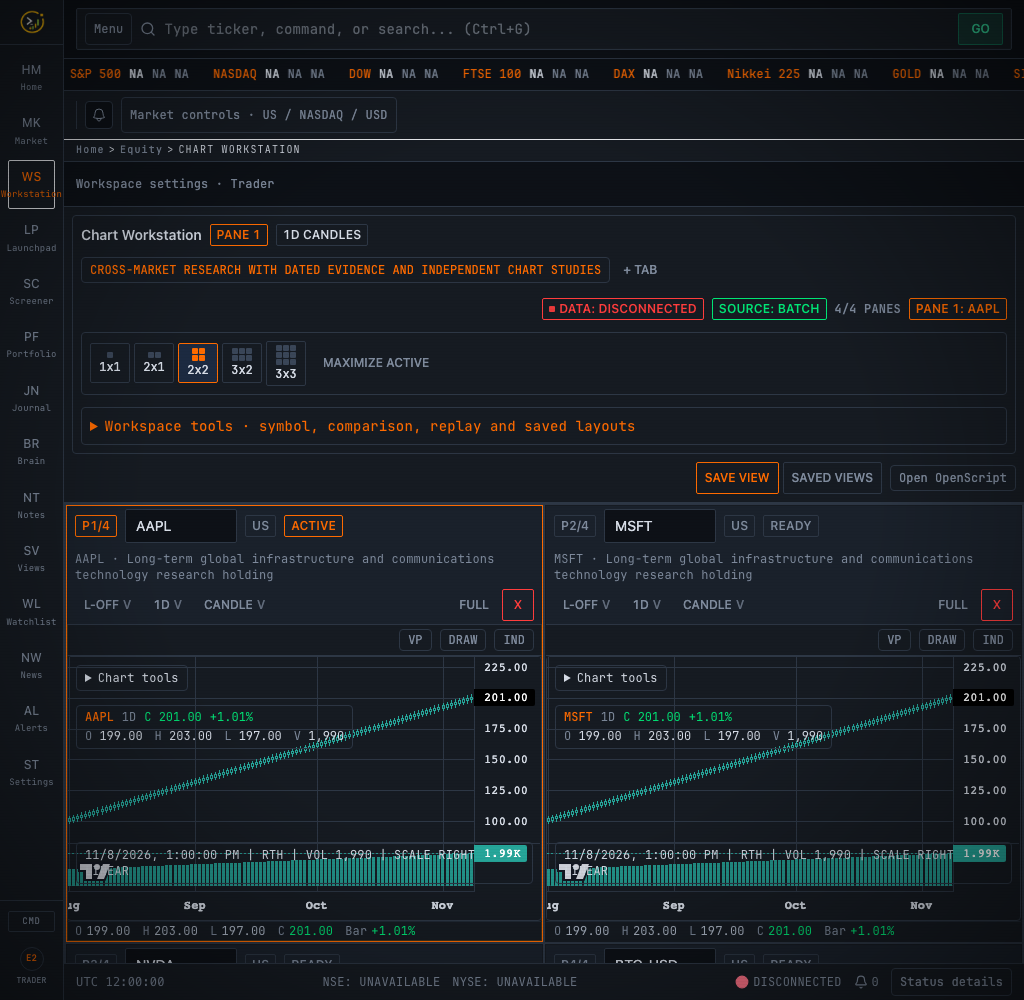 Menu Type ticker, command, or search... (Ctrl+G) GO
S&P 500 NA NA NA NASDAQ NA NA NA DOW NA NA NA FTSE 100 NA NA NA DAX NA NA NA Nikkei 225 NA NA NA GOLD NA NA NA
Market controls · US / NASDAQ / USD
Home > Equity > CHART WORKSTATION
Workspace settings · Trader
HM
Home
MK
Market
WS
Workstation
LP
Launchpad
SC
Screener
PF
Portfolio
JN
Journal
BR
Brain
NT
Notes
SV
Views
WL
Watchlist
NW
News
AL
Alerts
ST
Settings
CMD
E2
TRADER
Chart Workstation PANE 1 1D CANDLES
CROSS-MARKET RESEARCH WITH DATED EVIDENCE AND INDEPENDENT CHART STUDIES + TAB
DATA: DISCONNECTED SOURCE: BATCH 4/4 PANES PANE 1: AAPL
1x1 2x1 2x2 3x2 3x3 MAXIMIZE ACTIVE
Workspace tools · symbol, comparison, replay and saved layouts
SAVE VIEW SAVED VIEWS Open OpenScript
P1/4 AAPL US ACTIVE
AAPL · Long-term global infrastructure and communications
technology research holding
L-OFF V 1D V CANDLE V FULL X
VP DRAW IND
Chart tools
AAPL 1D C 201.00 +1.01%
O 199.00 H 203.00 L 197.00 V 1,990
225.00
201.00
175.00
150.00
125.00
100.00
1.99K
11/8/2026, 1:00:00 PM | RTH | VOL 1,990 | SCALE RIGHT
EAR
ug Sep Oct Nov
O 199.00 H 203.00 L 197.00 C 201.00 Bar +1.01%
P2/4 MSFT US READY
MSFT · Long-term global infrastructure and communications
technology research holding
L-OFF V 1D V CANDLE V FULL X
VP DRAW IND
Chart tools
MSFT 1D C 201.00 +1.01%
O 199.00 H 203.00 L 197.00 V 1,990
225.00
201.00
175.00
150.00
125.00
100.00
1.99K
11/8/2026, 1:00:00 PM | RTH | VOL 1,990 | SCALE RIGHT
EAR
ug Sep Oct Nov
O 199.00 H 203.00 L 197.00 C 201.00 Bar +1.01%
P3/4 NVDA US READY
P4/4 BTC-USD US READY
UTC 12:00:00 NSE: UNAVAILABLE NYSE: UNAVAILABLE DISCONNECTED 0 Status details